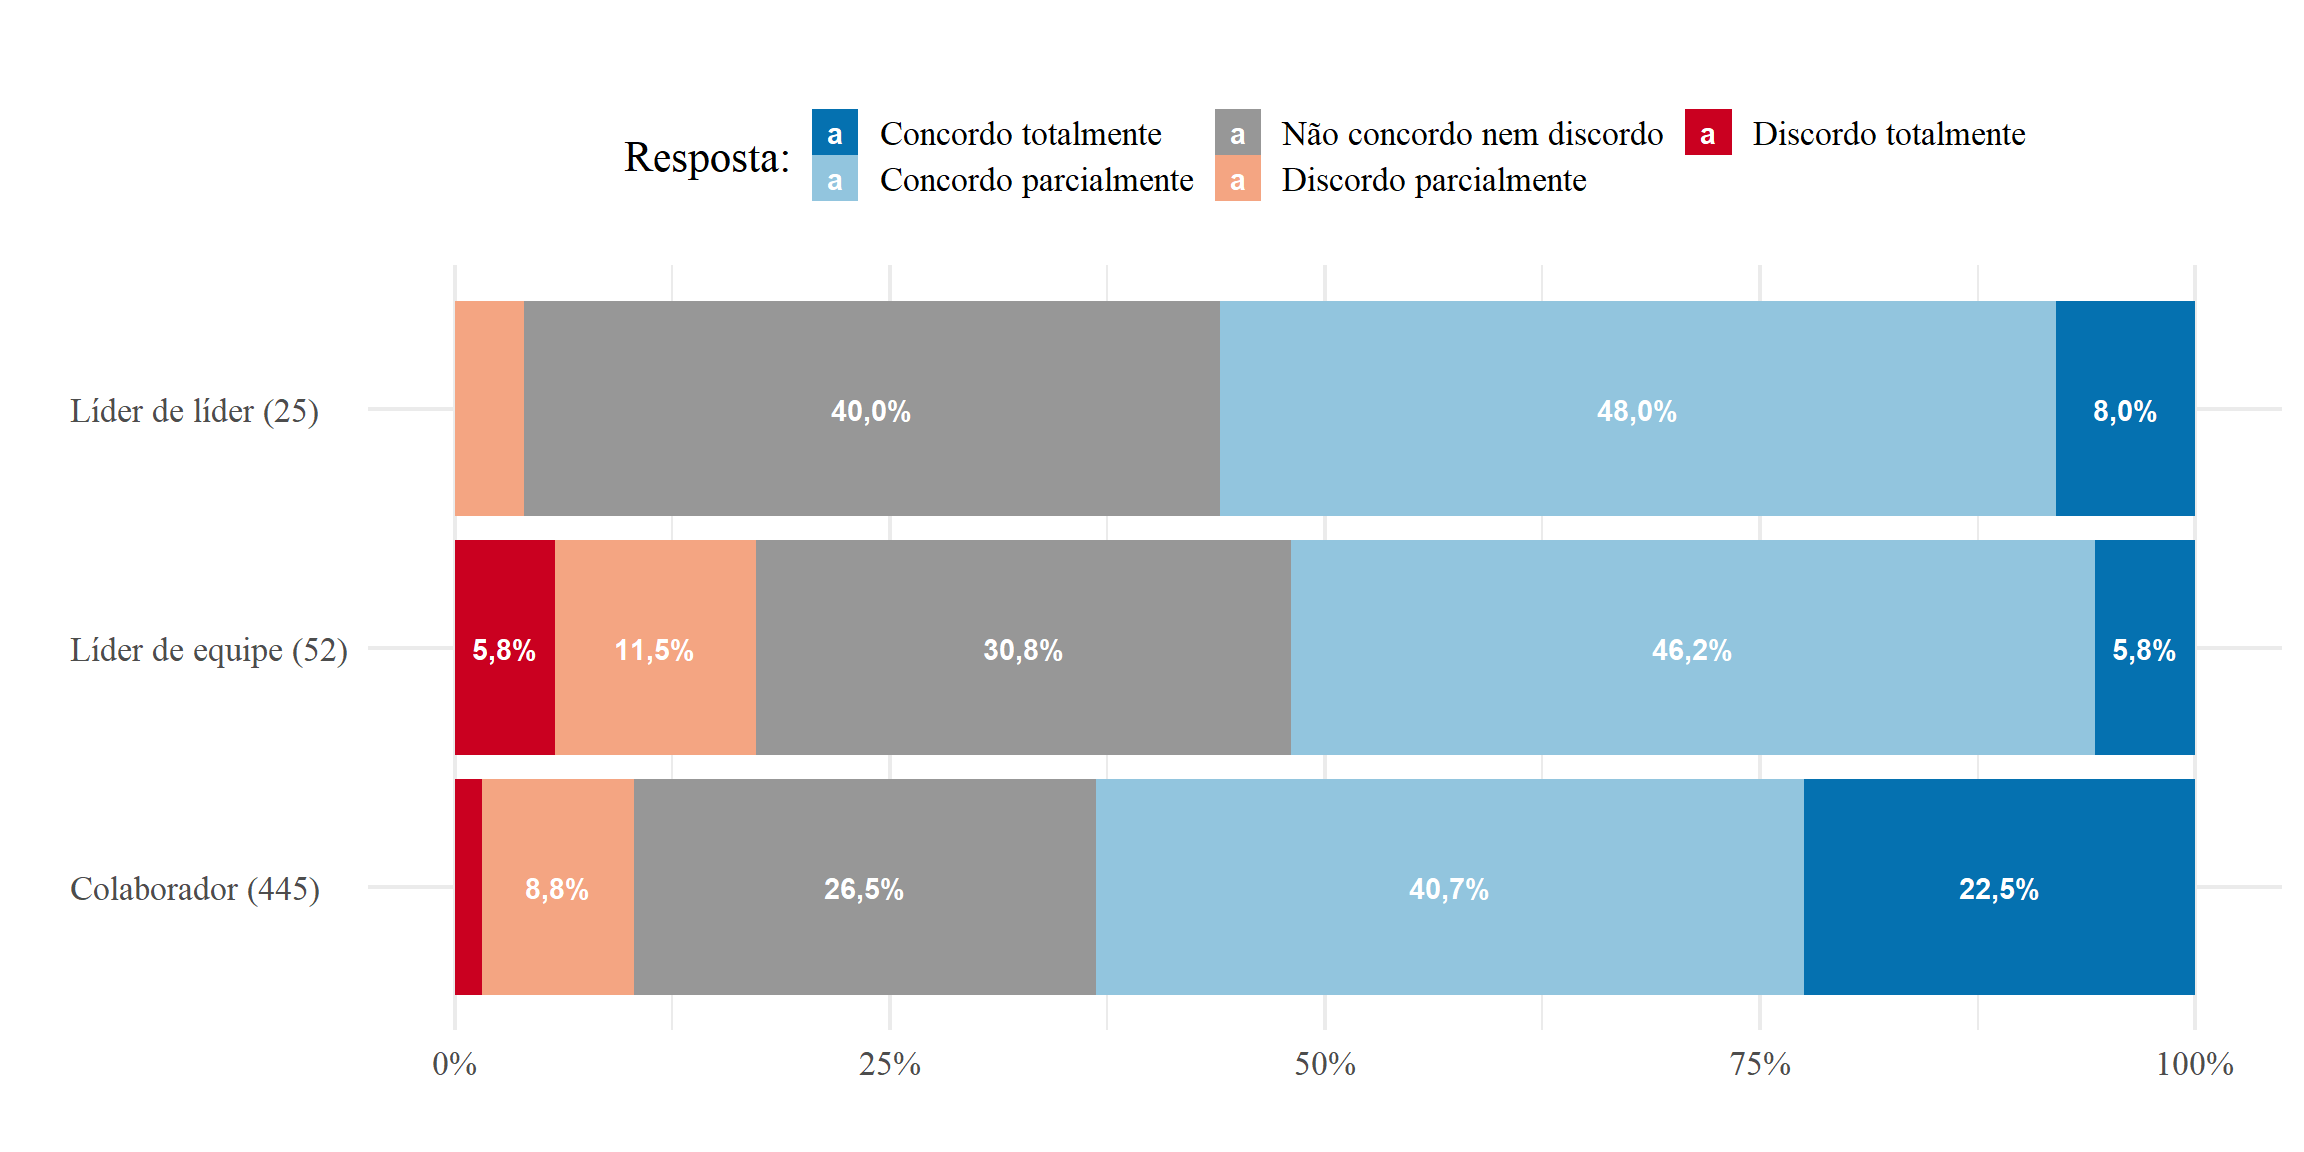 Resposta:
a Concordo totalmente
a Concordo parcialmente
a Não concordo nem discordo
a Discordo parcialmente
a Discordo totalmente
Líder de líder (25)
40,0% 48,0% 8,0%
Líder de equipe (52)
5,8% 11,5% 30,8% 46,2% 5,8%
Colaborador (445)
8,8% 26,5% 40,7% 22,5%
0% 25% 50% 75% 100%